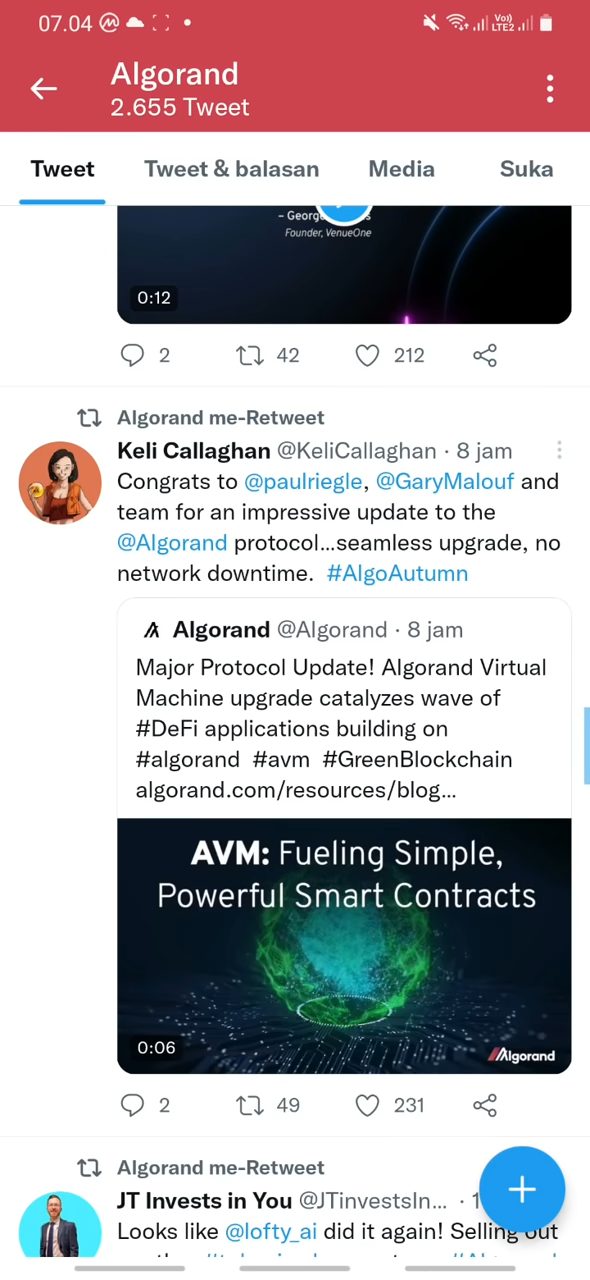 07.04
Vo))
LTE2
Algorand
2.655 Tweet
Tweet
Tweet & balasan
Media
Suka
– George
Founder, VenueOne
0:12
2
42
212
Algorand me-Retweet
Keli Callaghan @KeliCallaghan · 8 jam
Congrats to @paulriegle, @GaryMalouf and
team for an impressive update to the
@Algorand protocol...seamless upgrade, no
network downtime. #AlgoAutumn
Algorand @Algorand · 8 jam
Major Protocol Update! Algorand Virtual
Machine upgrade catalyzes wave of
#DeFi applications building on
#algorand #avm #GreenBlockchain
algorand.com/resources/blog...
AVM: Fueling Simple,
Powerful Smart Contracts
0:06
Algorand
2
49
231
Algorand me-Retweet
JT Invests in You @JTinvestsIn... · 1
Looks like @lofty_ai did it again! Selling out